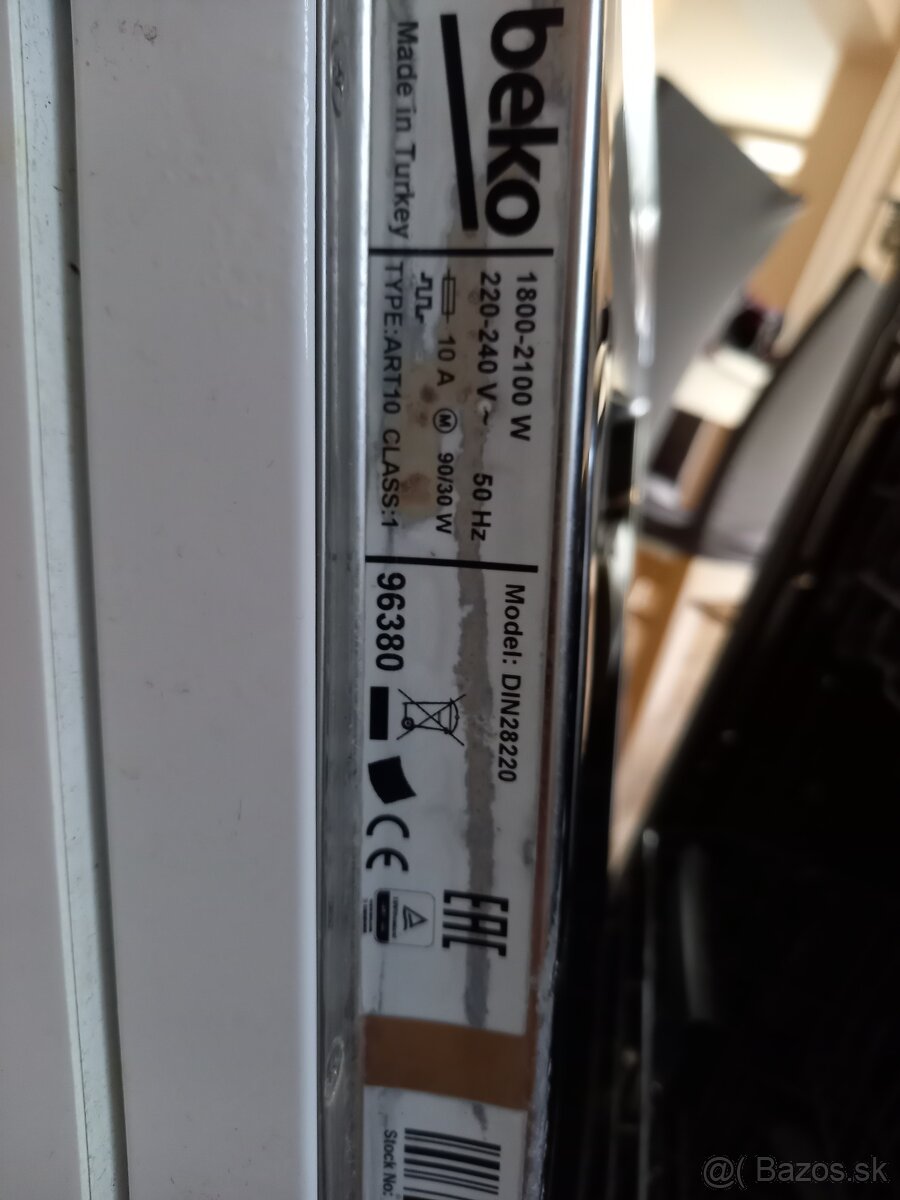 beko
Made in Turkey
1800-2100 W
220-240 V ~ 50 Hz
10 A M 90/30 W
TYPE:ART10 CLASS:1
Model: DIN28220
96380
CE
EAC
Stock No:
@( Bazos.sk